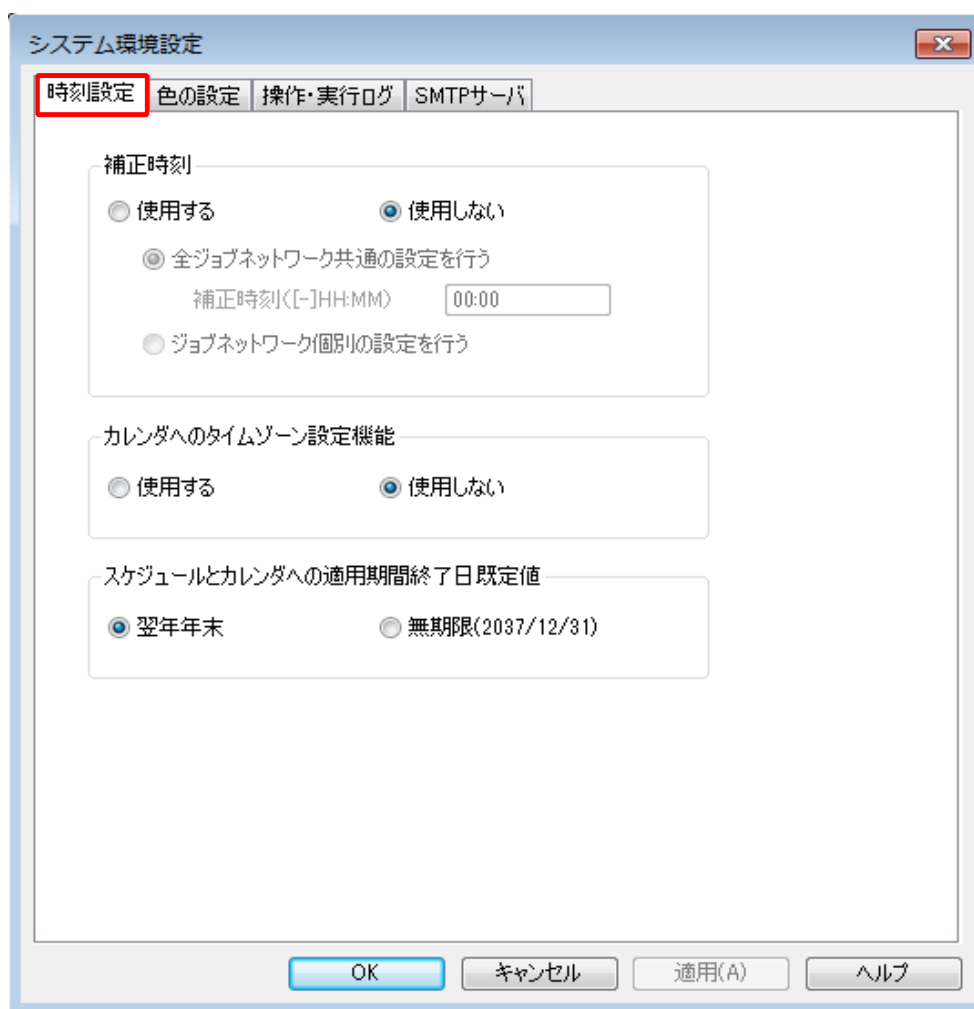 システム環境設定
時刻設定 色の設定 操作・実行ログ SMTPサーバ
補正時刻
使用する 使用しない
全ジョブネットワーク共通の設定を行う
補正時刻([-]HH:MM) 00:00
ジョブネットワーク個別の設定を行う
カレンダへのタイムゾーン設定機能
使用する 使用しない
スケジュールとカレンダへの適用期間終了日既定値
翌年年末 無期限(2037/12/31)
OK キャンセル 適用(A) ヘルプ